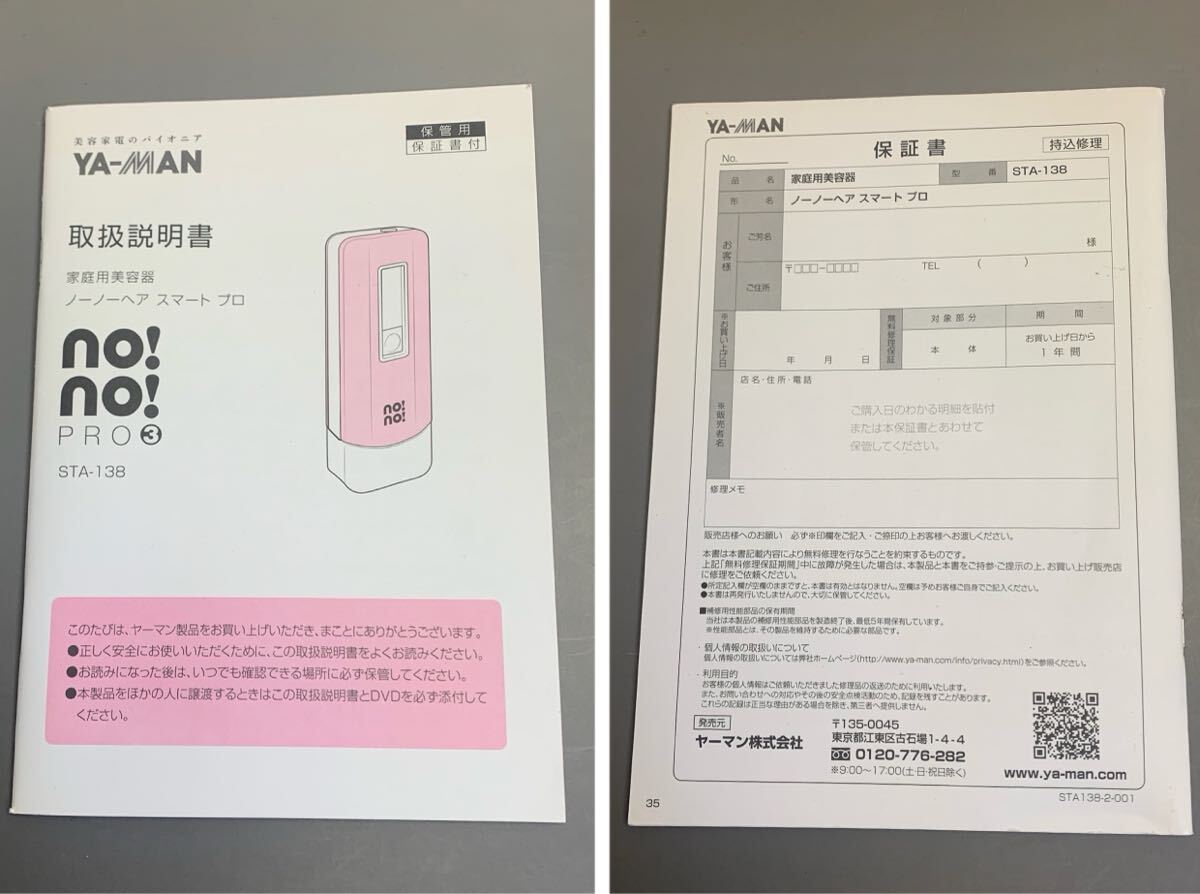 美容家電のパイオニア
YA-MAN
保管用
保証書付
取扱説明書
家庭用美容器
ノーノーヘア スマート プロ
no!
no!
PRO③
STA-138
no!
no!
このたびは、ヤーマン製品をお買い上げいただき、まことにありがとうございます。
●正しく安全にお使いいただくために、この取扱説明書をよくお読みください。
●お読みになった後は、いつでも確認できる場所に必ず保管してください。
●本製品をほかの人に譲渡するときはこの取扱説明書とDVDを必ず添付して
ください。
YA-MAN
No.
保証書
持込修理
品名 家庭用美容器 型番 STA-138
形名 ノーノーヘア スマート プロ
お客様
ご芳名
様
ご住所
〒□□□-□□□□ TEL ( )
※お買い上げ日
年 月 日
無料修理保証
対象部分 期間
本体 お買い上げ日から
1年間
※販売者名
店名・住所・電話
ご購入日のわかる明細を貼付
または本保証書とあわせて
保管してください。
修理メモ
販売店様へのお願い 必ず※印欄をご記入・ご捺印の上お客様へお渡しください。
本書は本書記載内容により無料修理を行なうことを約束するものです。
上記「無料修理保証期間」中に故障が発生した場合は、本製品と本書をご持参・ご提示の上、お買い上げ販売店
に修理をご依頼ください。
●所定記入欄が空欄のままですと、本書は有効とはなりません。空欄は予めお客様ご自身でご記入ください。
●本書は再発行いたしませんので、大切に保管してください。
■補修用性能部品の保有期間
当社は本製品の補修用性能部品を製造終了後、最低5年間保有しています。
※性能部品とは、その製品を維持するために必要な部品です。
・個人情報の取扱いについて
個人情報の取扱いについては弊社ホームページ(http://www.ya-man.com/info/privacy.html)をご参照ください。
・利用目的
お客様の個人情報はご依頼いただきました修理品の返送のために利用いたします。
また、お問い合わせへの対応やその後の安全点検活動のため、記録を残すことがあります。
これらの記録は正当な理由がある場合を除き、第三者へ提供しません。
発売元
ヤーマン株式会社
〒135-0045
東京都江東区古石場1-4-4
0120-776-282
※9:00～17:00(土・日・祝日除く)
www.ya-man.com
35
STA138-2-001